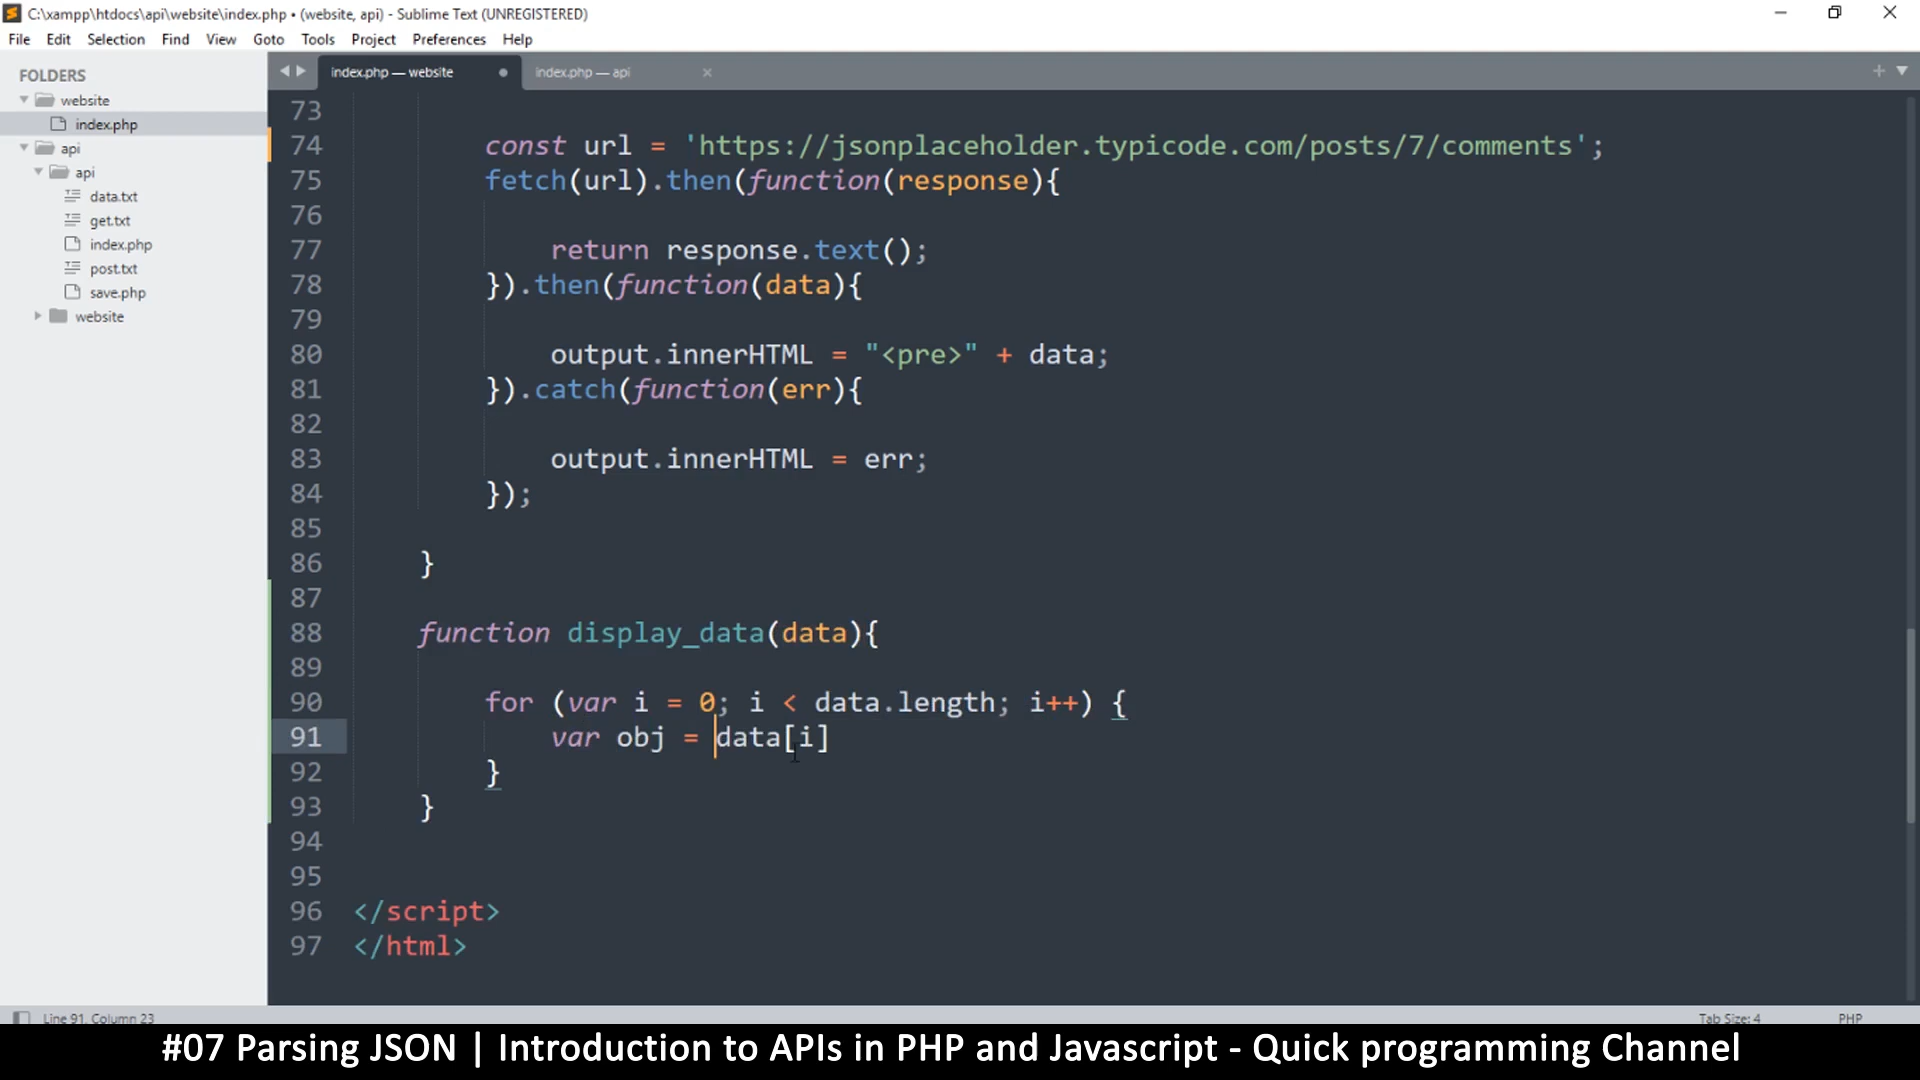 C:\xampp\htdocs\api\website\index.php • (website, api) - Sublime Text (UNREGISTERED)
File Edit Selection Find View Goto Tools Project Preferences Help
FOLDERS
website
index.php
api
api
data.txt
get.txt
index.php
post.txt
save.php
website
index.php — website
index.php — api
73
74 const url = 'https://jsonplaceholder.typicode.com/posts/7/comments';
75 fetch(url).then(function(response){
76
77 return response.text();
78 }).then(function(data){
79
80 output.innerHTML = "<pre>" + data;
81 }).catch(function(err){
82
83 output.innerHTML = err;
84 });
85
86 }
87
88 function display_data(data){
89
90 for (var i = 0; i < data.length; i++) {
91 var obj = data[i]
92 }
93 }
94
95
96 </script>
97 </html>
Line 91, Column 23
Tab Size: 4
PHP
#07 Parsing JSON | Introduction to APIs in PHP and Javascript - Quick programming Channel